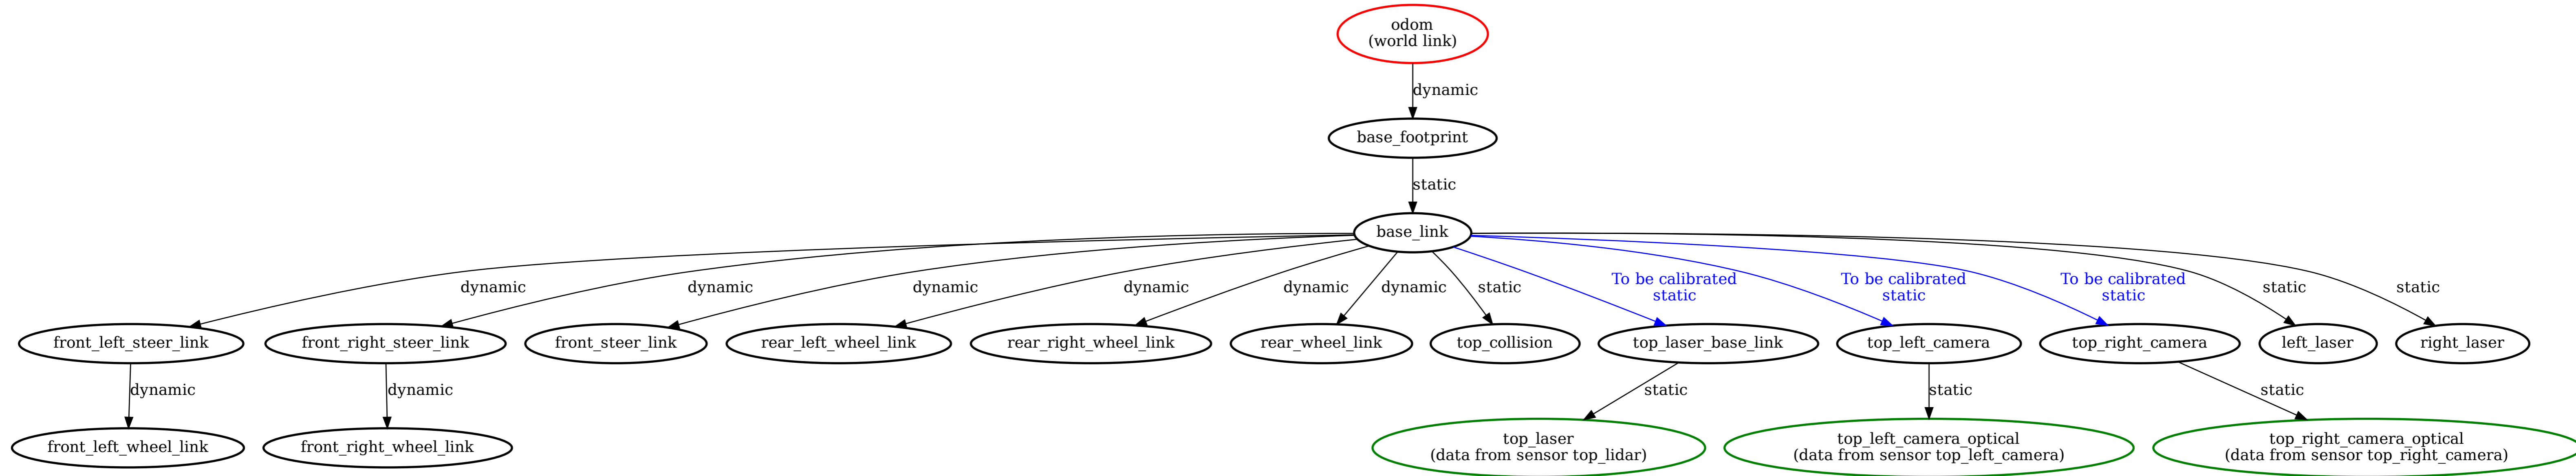 odom
(world link)
dynamic
base_footprint
static
base_link
dynamic
dynamic
dynamic
dynamic
dynamic
dynamic
static
To be calibrated
static
To be calibrated
static
To be calibrated
static
static
static
front_left_steer_link
front_right_steer_link
front_steer_link
rear_left_wheel_link
rear_right_wheel_link
rear_wheel_link
top_collision
top_laser_base_link
top_left_camera
top_right_camera
left_laser
right_laser
dynamic
dynamic
static
static
static
front_left_wheel_link
front_right_wheel_link
top_laser
(data from sensor top_lidar)
top_left_camera_optical
(data from sensor top_left_camera)
top_right_camera_optical
(data from sensor top_right_camera)